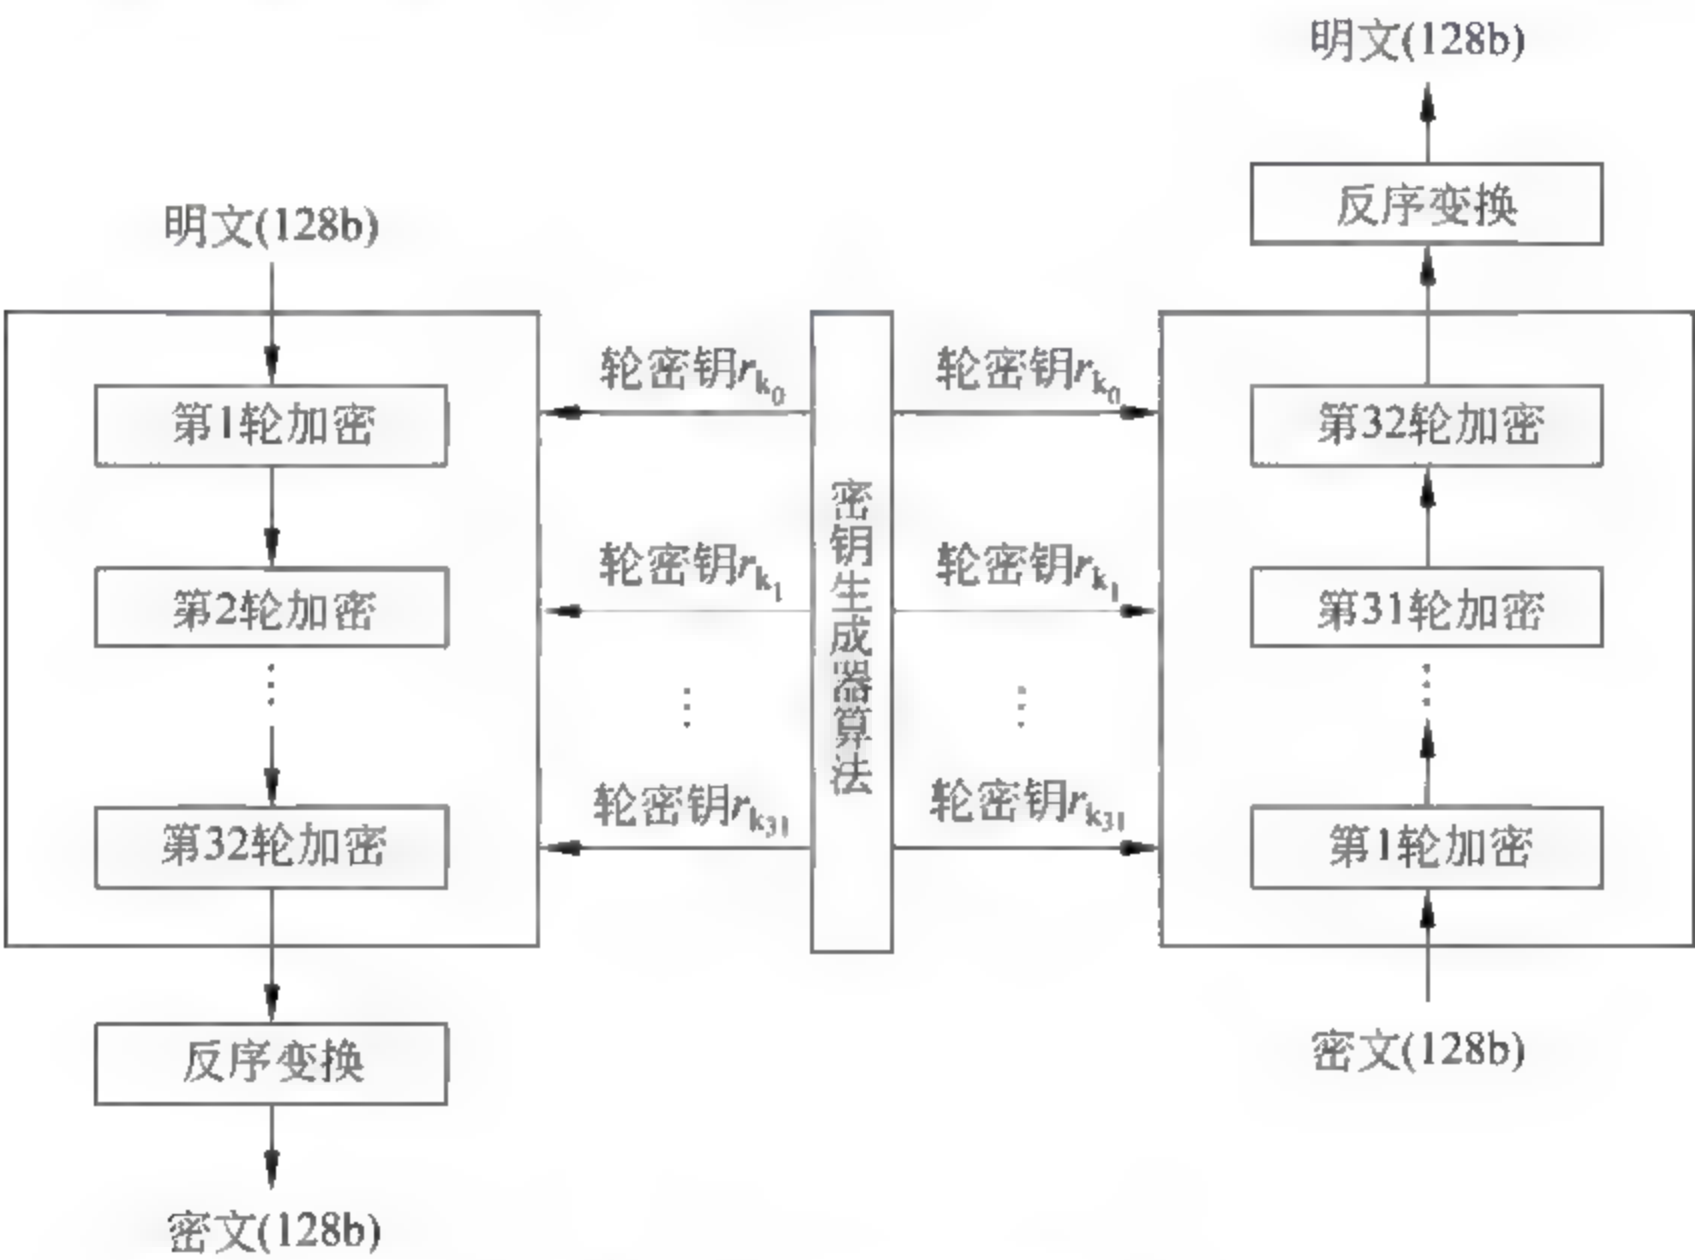 明文(128b)
第1轮加密
第2轮加密
⋮
第32轮加密
反序变换
密文(128b)
轮密钥rk0
轮密钥rk1
⋮
轮密钥rk31
密钥生成器算法
轮密钥rk0
轮密钥rk1
⋮
轮密钥rk31
明文(128b)
反序变换
第32轮加密
第31轮加密
⋮
第1轮加密
密文(128b)